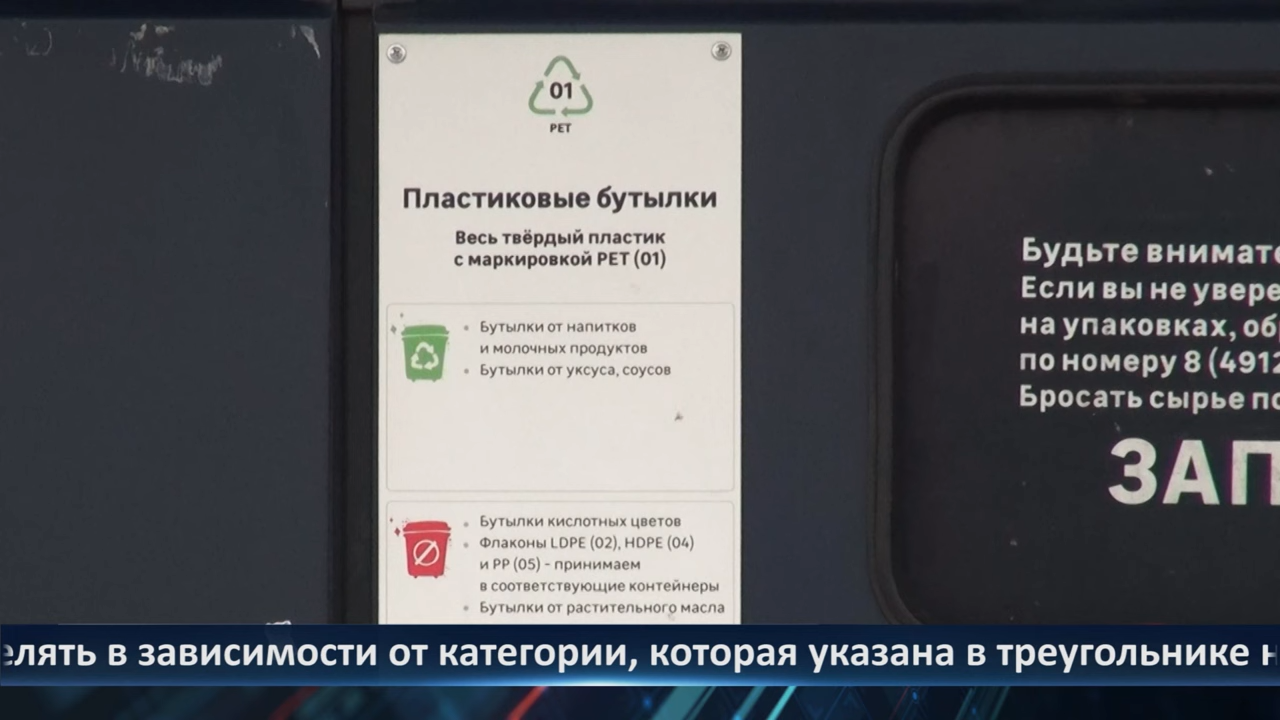 01
PET
Пластиковые бутылки
Весь твёрдый пластик
с маркировкой PET (01)
Бутылки от напитков
и молочных продуктов
Бутылки от уксуса, соусов
Бутылки кислотных цветов
Флаконы LDPE (02), HDPE (04)
и PP (05) - принимаем
в соответствующие контейнеры
Бутылки от растительного масла
Будьте внимат
Если вы не увере
на упаковках, об
по номеру 8 (4912
Бросать сырье по
ЗАП
елять в зависимости от категории, которая указана в треугольнике н